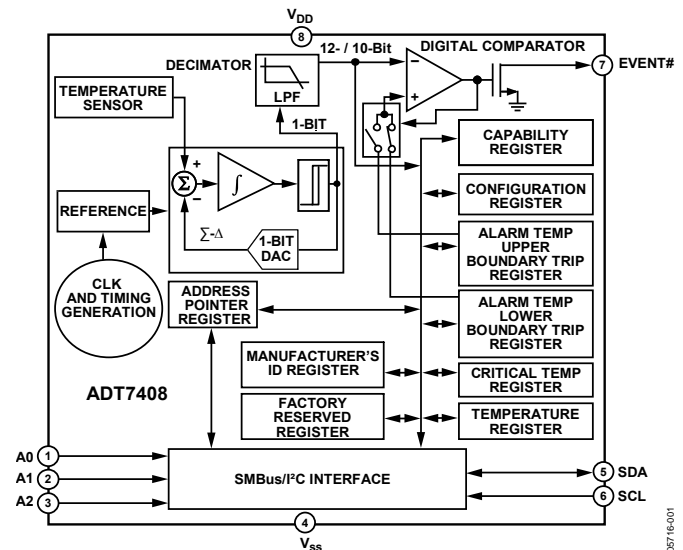 VDD
8
12- / 10-Bit
DIGITAL COMPARATOR
DECIMATOR
LPF
7 EVENT#
TEMPERATURE
SENSOR
1-BIT
−
+
CAPABILITY
REGISTER
+
Σ
−
∫
CONFIGURATION
REGISTER
REFERENCE
∑-Δ
1-BIT
DAC
ALARM TEMP
UPPER
BOUNDARY TRIP
REGISTER
CLK
AND TIMING
GENERATION
ADDRESS
POINTER
REGISTER
ALARM TEMP
LOWER
BOUNDARY TRIP
REGISTER
MANUFACTURER'S
ID REGISTER
CRITICAL TEMP
REGISTER
ADT7408
FACTORY
RESERVED
REGISTER
TEMPERATURE
REGISTER
A0 1
A1 2
A2 3
SMBus/I²C INTERFACE
5 SDA
6 SCL
4
VSS
05716-001